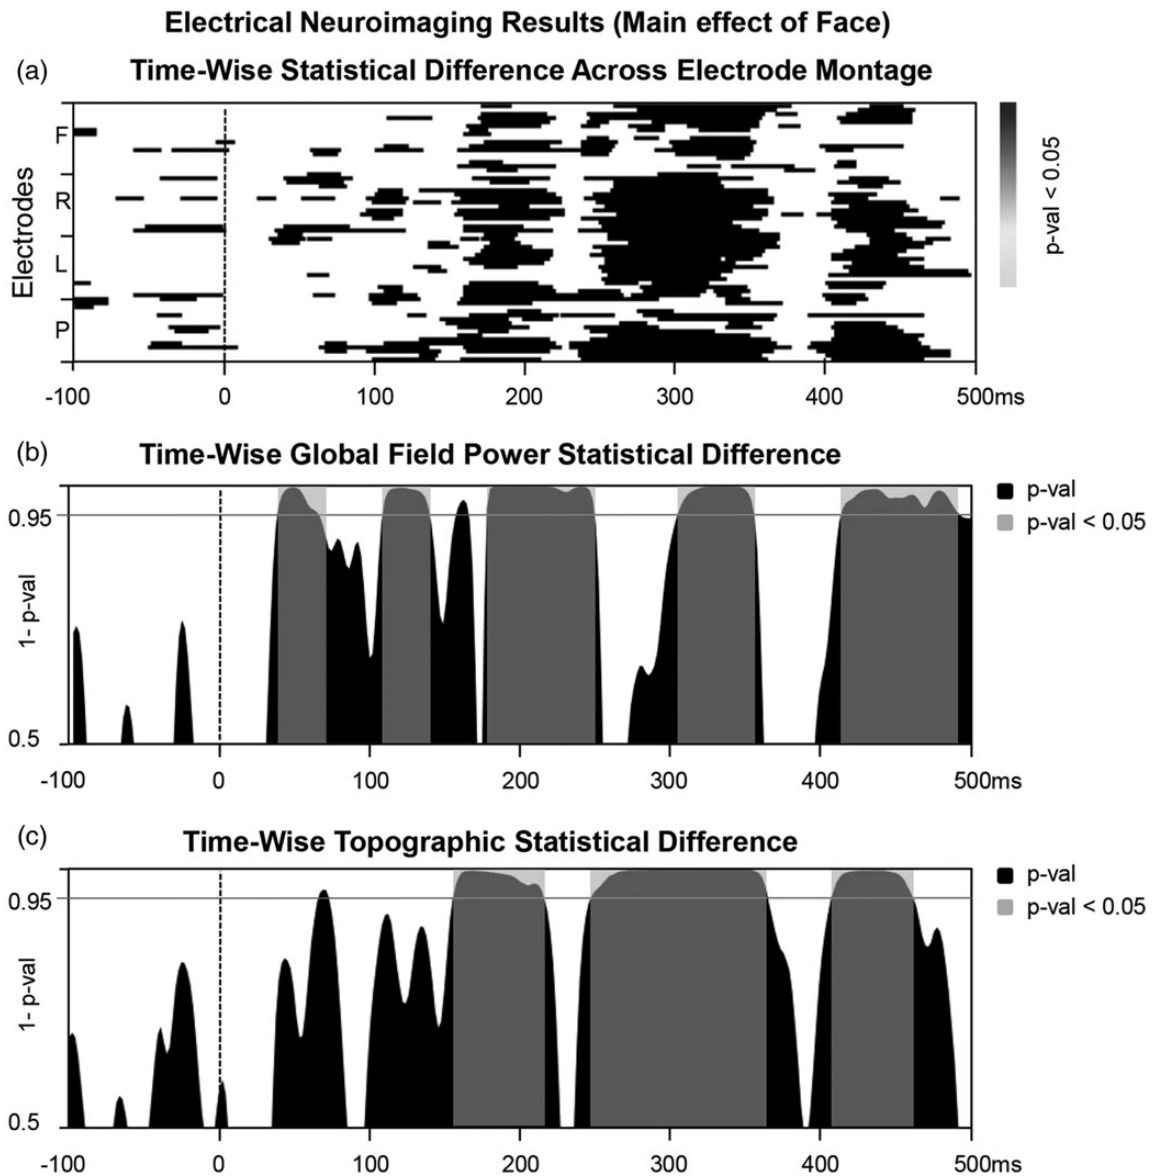 Electrical Neuroimaging Results (Main effect of Face)
(a)
Time-Wise Statistical Difference Across Electrode Montage
Electrodes
F
R
L
P
p-val < 0.05
-100 0 100 200 300 400 500ms
(b)
Time-Wise Global Field Power Statistical Difference
p-val
p-val < 0.05
0.95
1- p-val
0.5
-100 0 100 200 300 400 500ms
(c)
Time-Wise Topographic Statistical Difference
p-val
p-val < 0.05
0.95
1- p-val
0.5
-100 0 100 200 300 400 500ms